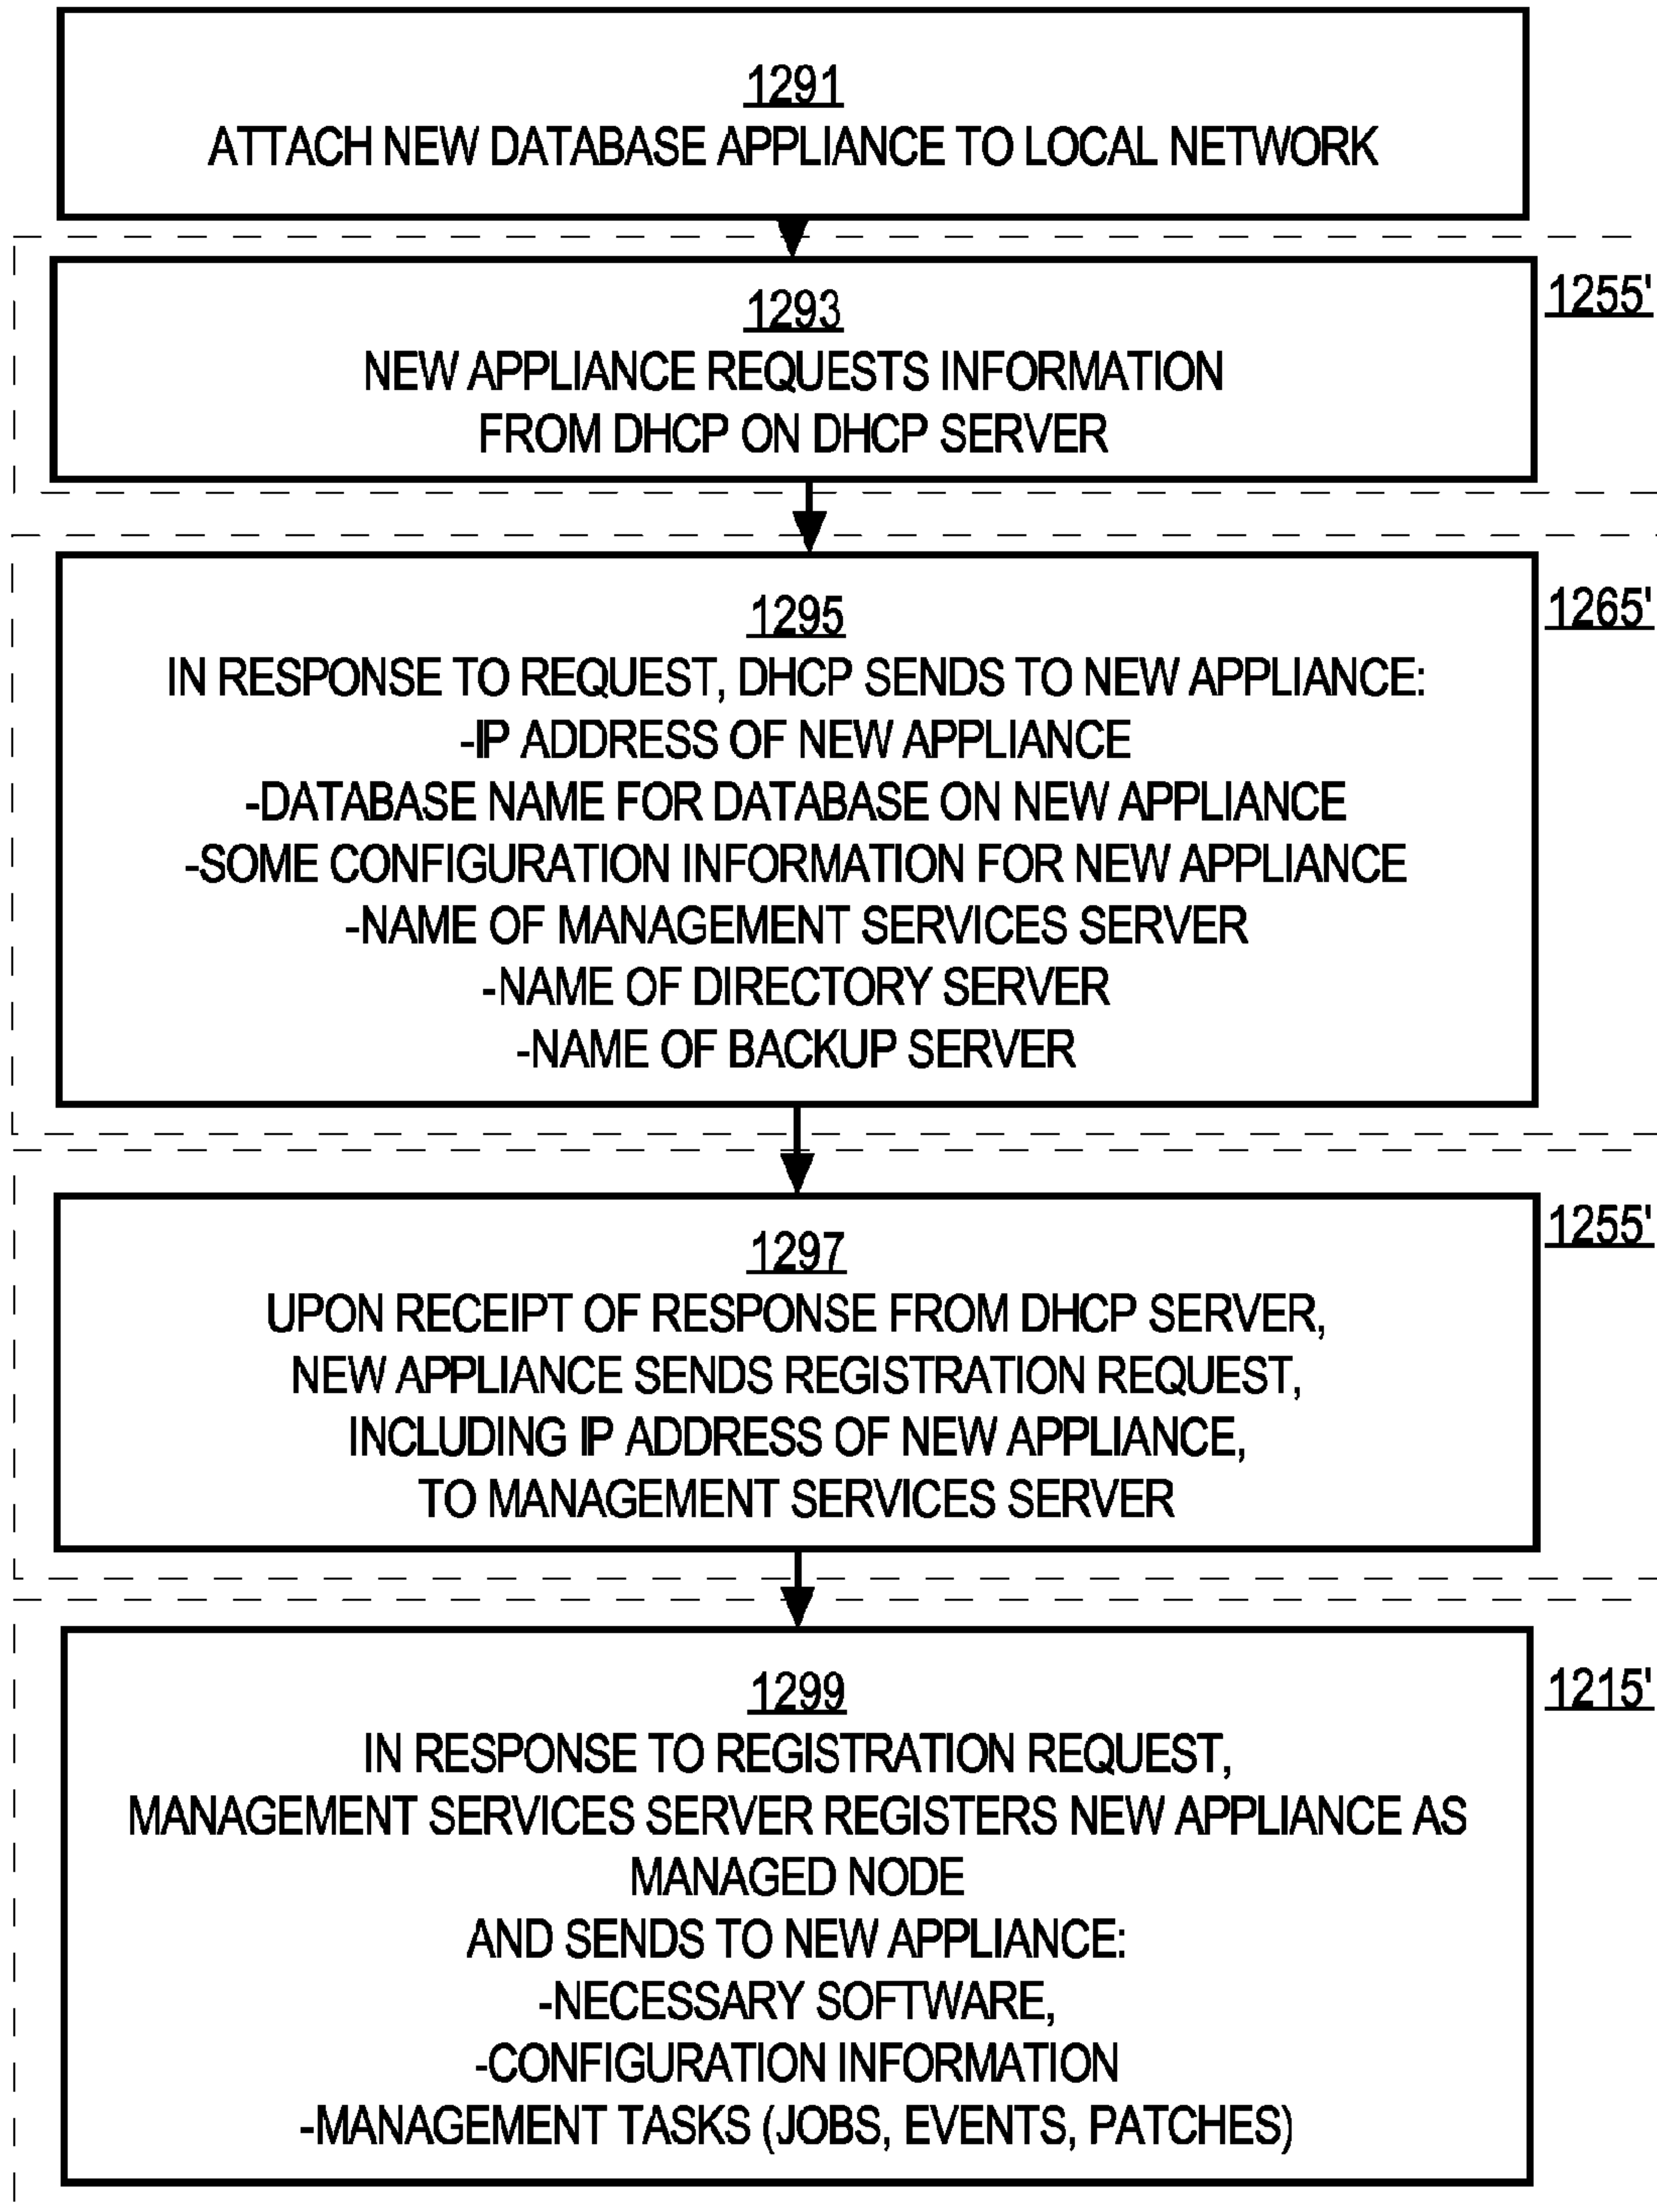 1291
ATTACH NEW DATABASE APPLIANCE TO LOCAL NETWORK
1255'
1293
NEW APPLIANCE REQUESTS INFORMATION
FROM DHCP ON DHCP SERVER
1265'
1295
IN RESPONSE TO REQUEST, DHCP SENDS TO NEW APPLIANCE:
-IP ADDRESS OF NEW APPLIANCE
-DATABASE NAME FOR DATABASE ON NEW APPLIANCE
-SOME CONFIGURATION INFORMATION FOR NEW APPLIANCE
-NAME OF MANAGEMENT SERVICES SERVER
-NAME OF DIRECTORY SERVER
-NAME OF BACKUP SERVER
1255'
1297
UPON RECEIPT OF RESPONSE FROM DHCP SERVER,
NEW APPLIANCE SENDS REGISTRATION REQUEST,
INCLUDING IP ADDRESS OF NEW APPLIANCE,
TO MANAGEMENT SERVICES SERVER
1215'
1299
IN RESPONSE TO REGISTRATION REQUEST,
MANAGEMENT SERVICES SERVER REGISTERS NEW APPLIANCE AS
MANAGED NODE
AND SENDS TO NEW APPLIANCE:
-NECESSARY SOFTWARE,
-CONFIGURATION INFORMATION
-MANAGEMENT TASKS (JOBS, EVENTS, PATCHES)